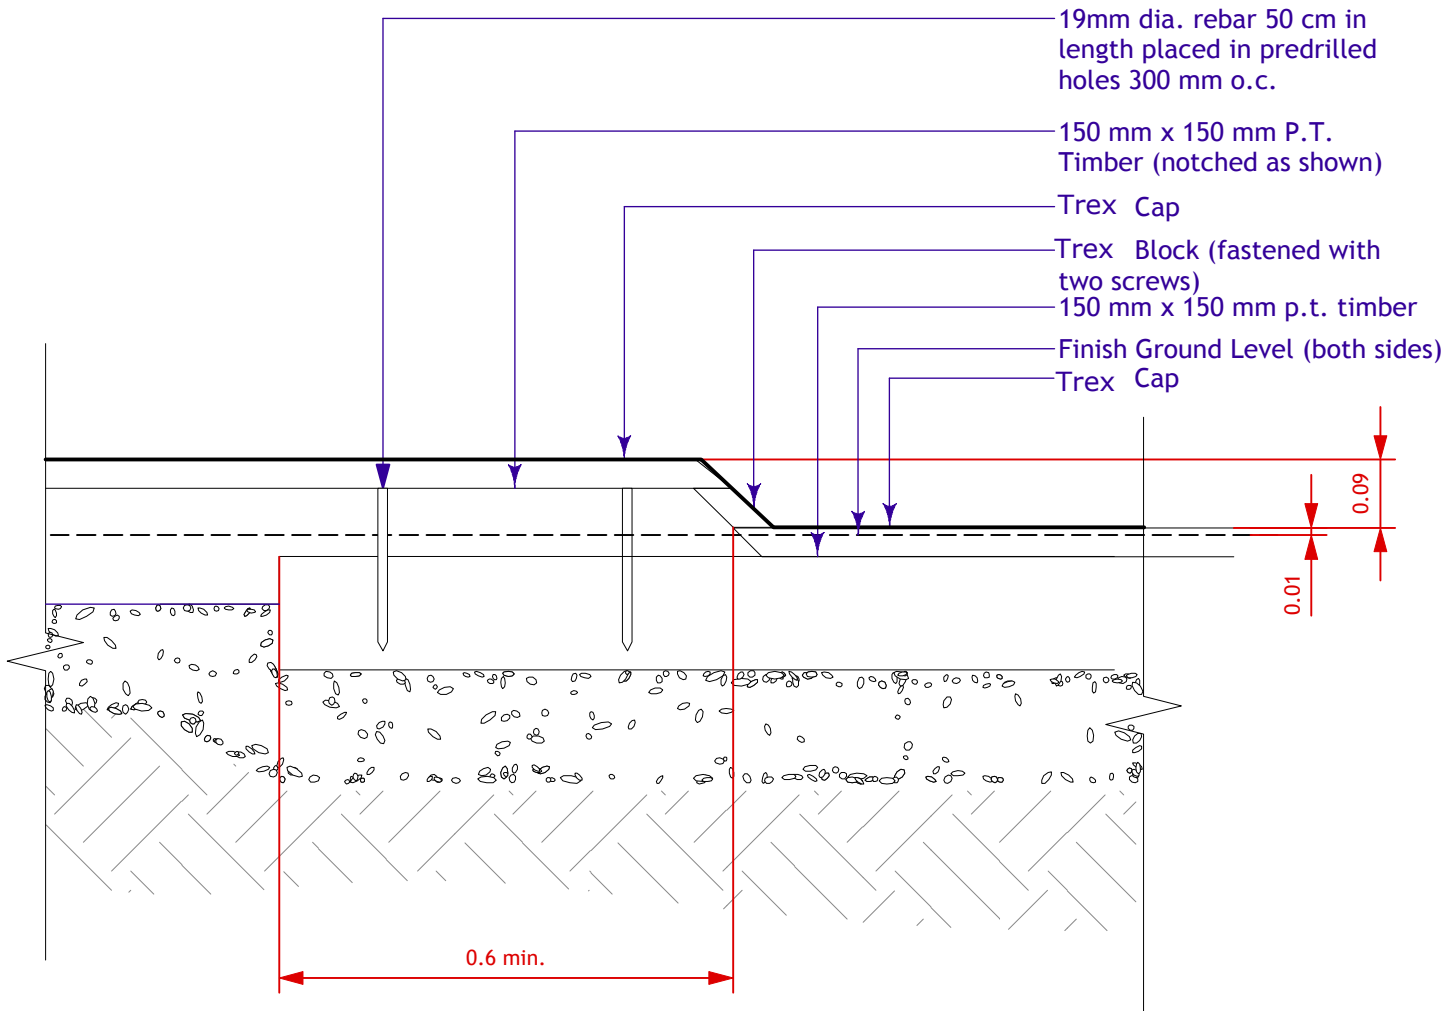 19mm dia. rebar 50 cm in
length placed in predrilled
holes 300 mm o.c.
150 mm x 150 mm P.T.
Timber (notched as shown)
Trex Cap
Trex Block (fastened with
two screws)
150 mm x 150 mm p.t. timber
Finish Ground Level (both sides)
Trex Cap
0.09
0.01
0.6 min.